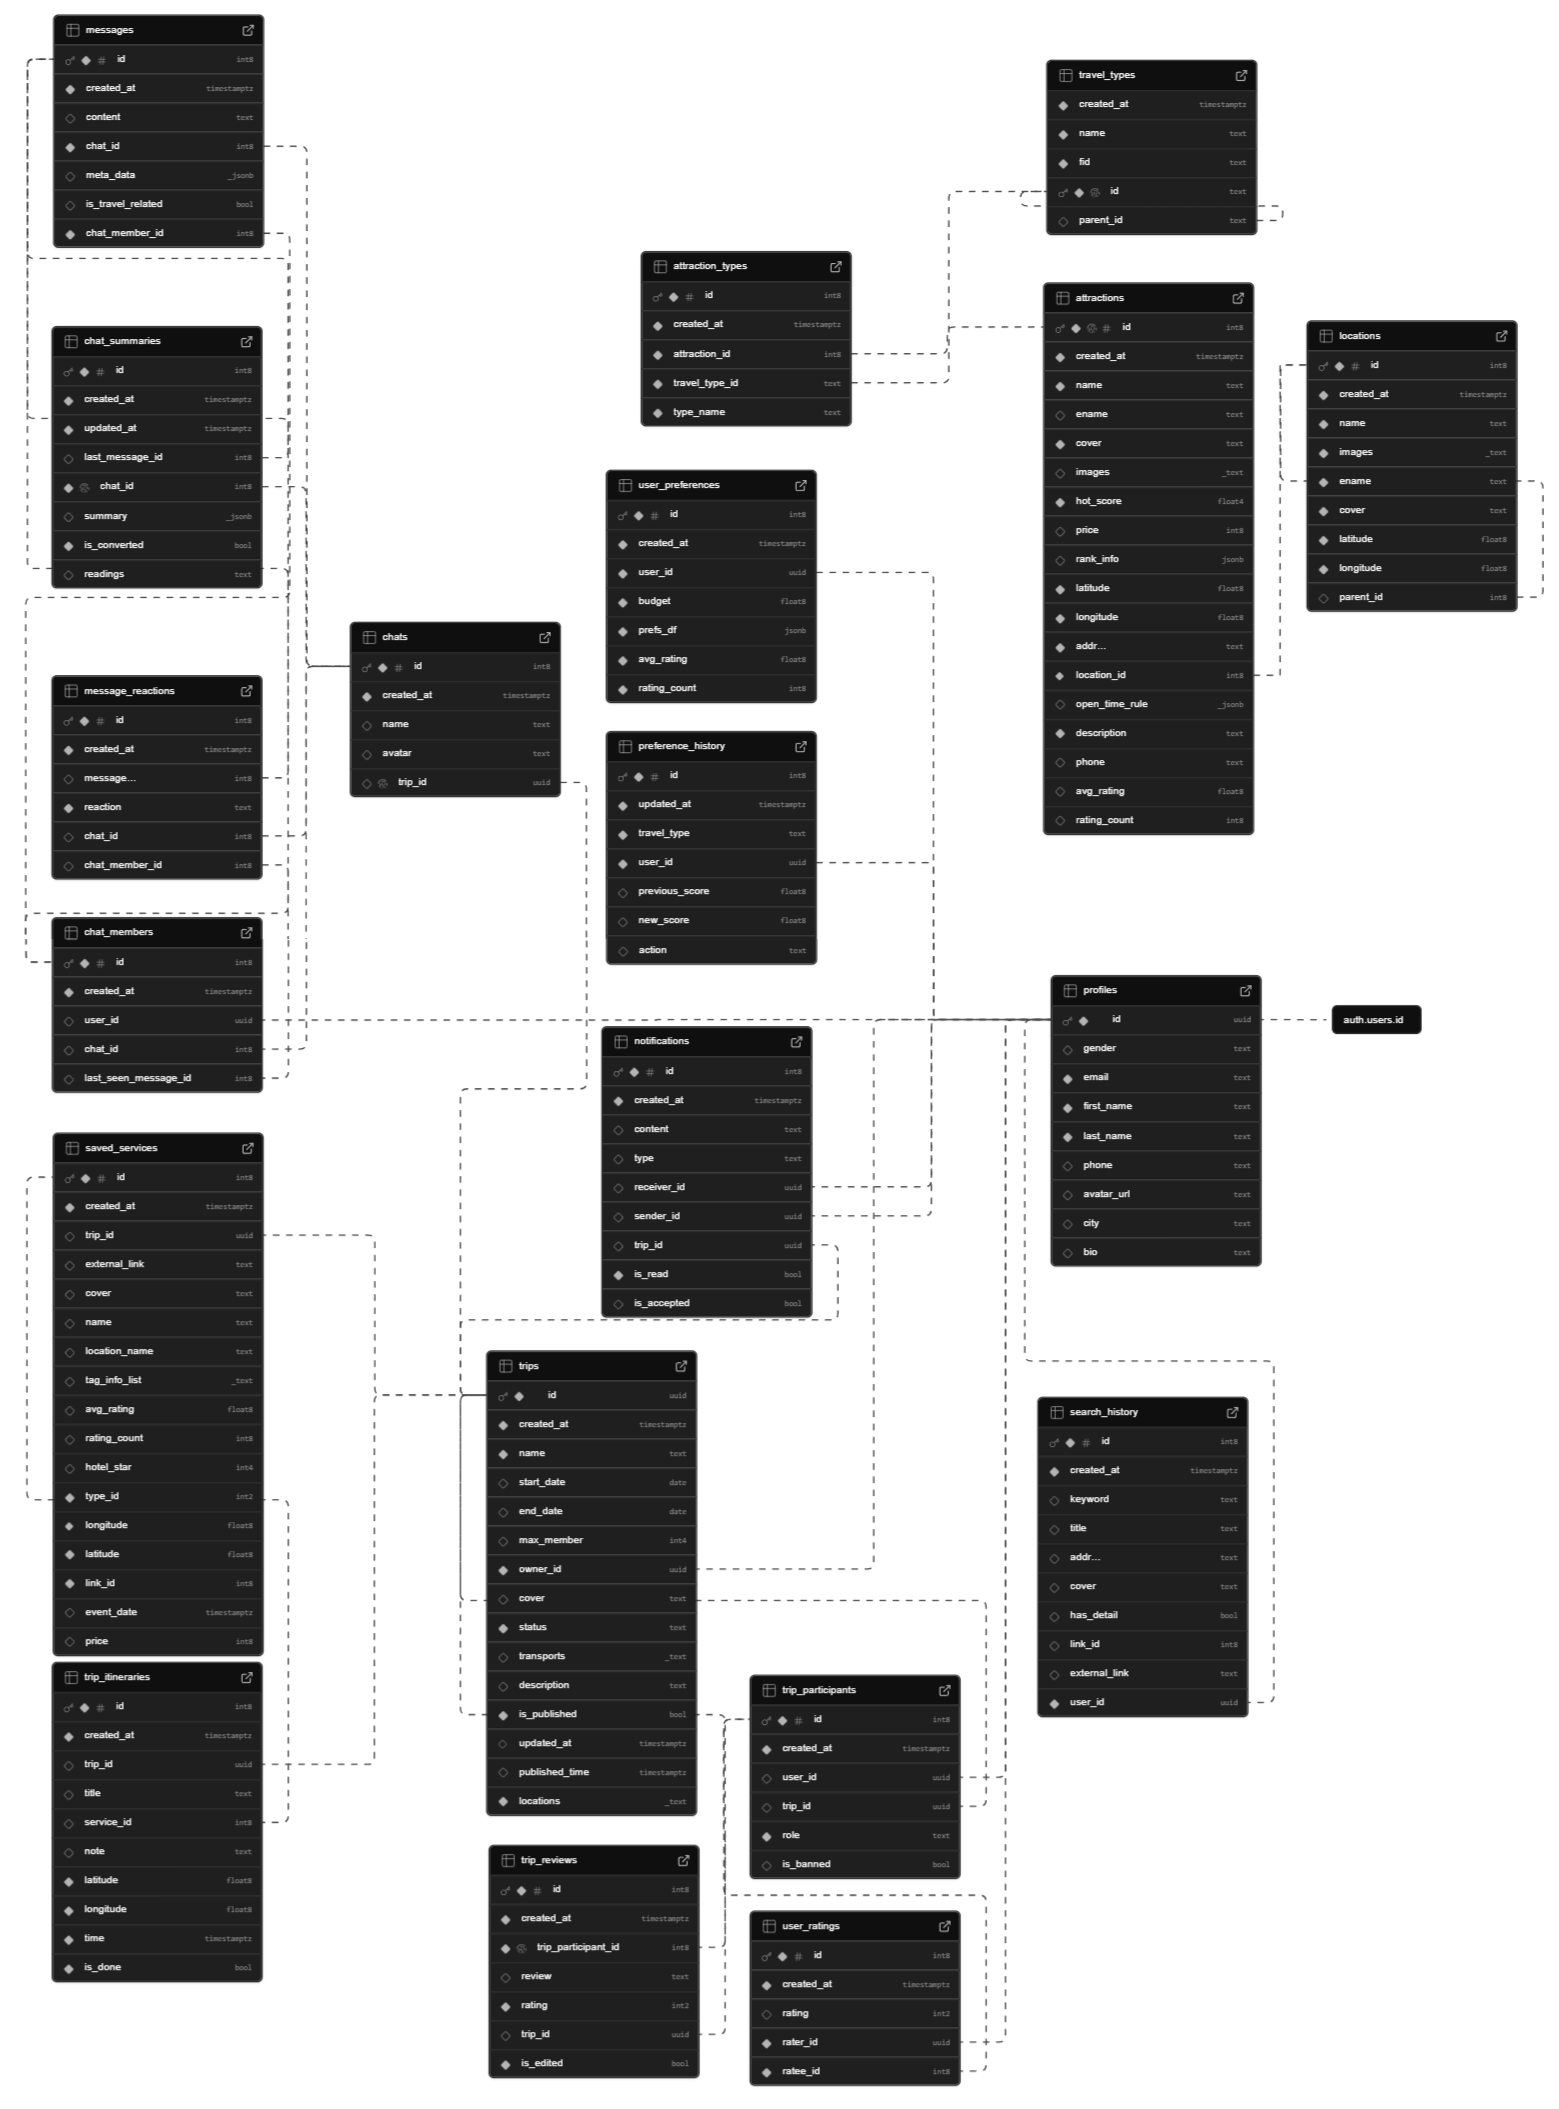 messages
id int8
created_at timestamptz
content text
chat_id int8
meta_data _jsonb
is_travel_related bool
chat_member_id int8
chat_summaries
id int8
created_at timestamptz
updated_at timestamptz
last_message_id int8
chat_id int8
summary _jsonb
is_converted bool
readings text
message_reactions
id int8
created_at timestamptz
message... int8
reaction text
chat_id int8
chat_member_id int8
chat_members
id int8
created_at timestamptz
user_id uuid
chat_id int8
last_seen_message_id int8
saved_services
id int8
created_at timestamptz
trip_id uuid
external_link text
cover text
name text
location_name text
tag_info_list _text
avg_rating float8
rating_count int8
hotel_star int4
type_id int2
longitude float8
latitude float8
link_id int8
event_date timestamptz
price int8
trip_itineraries
id int8
created_at timestamptz
trip_id uuid
title text
service_id int8
note text
latitude float8
longitude float8
time timestamptz
is_done bool
chats
id int8
created_at timestamptz
name text
avatar text
trip_id uuid
attraction_types
id int8
created_at timestamptz
attraction_id int8
travel_type_id text
type_name text
user_preferences
id int8
created_at timestamptz
user_id uuid
budget float8
prefs_df jsonb
avg_rating float8
rating_count int8
preference_history
id int8
updated_at timestamptz
travel_type text
user_id uuid
previous_score float8
new_score float8
action text
notifications
id int8
created_at timestamptz
content text
type text
receiver_id uuid
sender_id uuid
trip_id uuid
is_read bool
is_accepted bool
trips
id uuid
created_at timestamptz
name text
start_date date
end_date date
max_member int4
owner_id uuid
cover text
status text
transports _text
description text
is_published bool
updated_at timestamptz
published_time timestamptz
locations _text
trip_reviews
id int8
created_at timestamptz
trip_participant_id int8
review text
rating int2
trip_id uuid
is_edited bool
trip_participants
id int8
created_at timestamptz
user_id uuid
trip_id uuid
role text
is_banned bool
user_ratings
id int8
created_at timestamptz
rating int2
rater_id uuid
ratee_id int8
travel_types
created_at timestamptz
name text
fid text
id text
parent_id text
attractions
id int8
created_at timestamptz
name text
ename text
cover text
images _text
hot_score float4
price int8
rank_info jsonb
latitude float8
longitude float8
addr... text
location_id int8
open_time_rule _jsonb
description text
phone text
avg_rating float8
rating_count int8
locations
id int8
created_at timestamptz
name text
images _text
ename text
cover text
latitude float8
longitude float8
parent_id int8
profiles
id uuid
gender text
email text
first_name text
last_name text
phone text
avatar_url text
city text
bio text
auth.users.id
search_history
id int8
created_at timestamptz
keyword text
title text
addr... text
cover text
has_detail bool
link_id int8
external_link text
user_id uuid